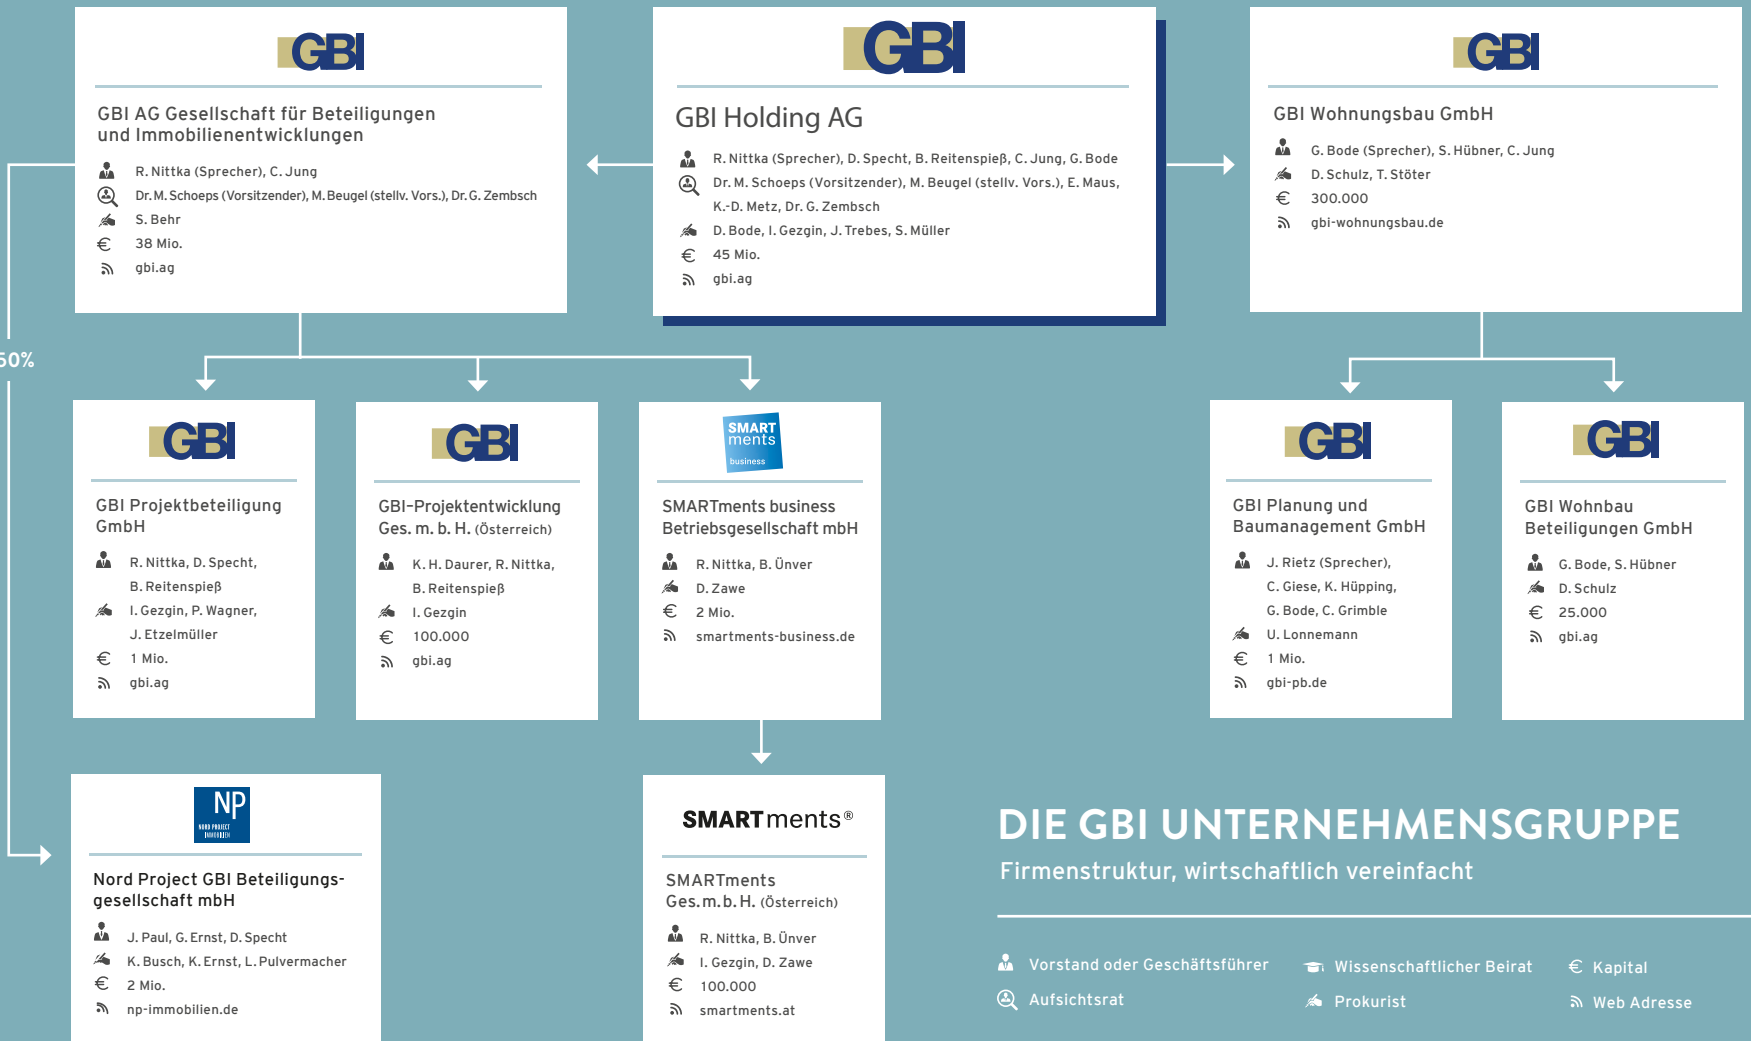 GBI
GBI AG Gesellschaft für Beteiligungen
und Immobilienentwicklungen
R. Nittka (Sprecher), C. Jung
Dr. M. Schoeps (Vorsitzender), M. Beugel (stellv. Vors.), Dr. G. Zembsch
S. Behr
€ 38 Mio.
gbi.ag
GBI
GBI Holding AG
R. Nittka (Sprecher), D. Specht, B. Reitenspieß, C. Jung, G. Bode
Dr. M. Schoeps (Vorsitzender), M. Beugel (stellv. Vors.), E. Maus,
K.-D. Metz, Dr. G. Zembsch
D. Bode, I. Gezgin, J. Trebes, S. Müller
€ 45 Mio.
gbi.ag
GBI
GBI Wohnungsbau GmbH
G. Bode (Sprecher), S. Hübner, C. Jung
D. Schulz, T. Stöter
€ 300.000
gbi-wohnungsbau.de
50%
GBI
GBI Projektbeteiligung
GmbH
R. Nittka, D. Specht,
B. Reitenspieß
I. Gezgin, P. Wagner,
J. Etzelmüller
€ 1 Mio.
gbi.ag
GBI
GBI-Projektentwicklung
Ges. m. b. H. (Österreich)
K. H. Daurer, R. Nittka,
B. Reitenspieß
I. Gezgin
€ 100.000
gbi.ag
SMART
ments
business
SMARTments business
Betriebsgesellschaft mbH
R. Nittka, B. Ünver
D. Zawe
€ 2 Mio.
smartments-business.de
GBI
GBI Planung und
Baumanagement GmbH
J. Rietz (Sprecher),
C. Giese, K. Hüpping,
G. Bode, C. Grimble
U. Lonnemann
€ 1 Mio.
gbi-pb.de
GBI
GBI Wohnbau
Beteiligungen GmbH
G. Bode, S. Hübner
D. Schulz
€ 25.000
gbi.ag
NP
NORD PROJECT
IMMOBILIEN
Nord Project GBI Beteiligungs-
gesellschaft mbH
J. Paul, G. Ernst, D. Specht
K. Busch, K. Ernst, L. Pulvermacher
€ 2 Mio.
np-immobilien.de
SMARTments®
SMARTments
Ges.m.b.H. (Österreich)
R. Nittka, B. Ünver
I. Gezgin, D. Zawe
€ 100.000
smartments.at
DIE GBI UNTERNEHMENSGRUPPE
Firmenstruktur, wirtschaftlich vereinfacht
Vorstand oder Geschäftsführer
Wissenschaftlicher Beirat
€ Kapital
Aufsichtsrat
Prokurist
Web Adresse